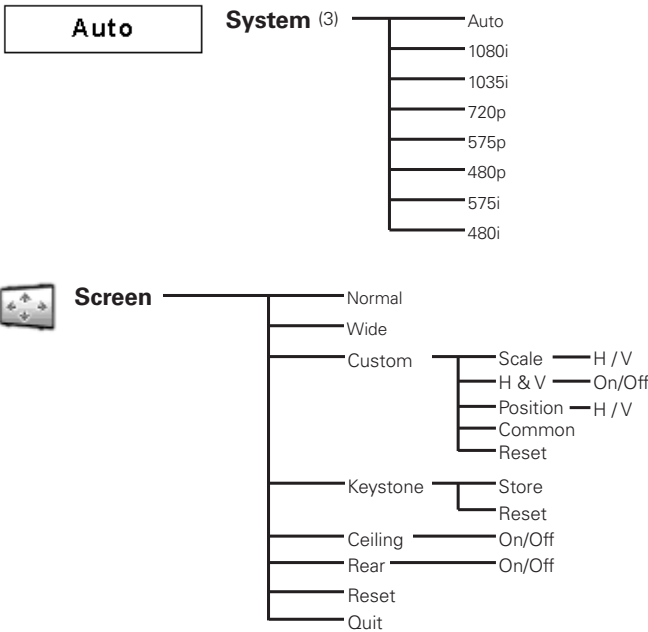 Auto
System (3)
Auto
1080i
1035i
720p
575p
480p
575i
480i
Screen
Normal
Wide
Custom
Scale H / V
H & V On/Off
Position H / V
Common
Reset
Keystone
Store
Reset
Ceiling On/Off
Rear On/Off
Reset
Quit